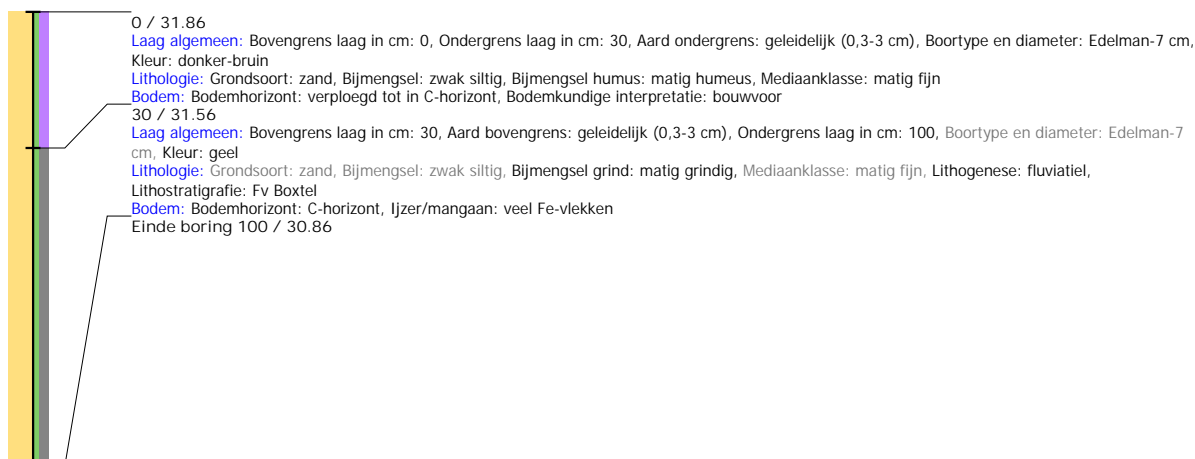 0 / 31.86
Laag algemeen: Bovengrens laag in cm: 0, Ondergrens laag in cm: 30, Aard ondergrens: geleidelijk (0,3-3 cm), Boortype en diameter: Edelman-7 cm,
Kleur: donker-bruin
Lithologie: Grondsoort: zand, Bijmengsel: zwak siltig, Bijmengsel humus: matig humeus, Mediaanklasse: matig fijn
Bodem: Bodemhorizont: verploegd tot in C-horizont, Bodemkundige interpretatie: bouwvoor
30 / 31.56
Laag algemeen: Bovengrens laag in cm: 30, Aard bovengrens: geleidelijk (0,3-3 cm), Ondergrens laag in cm: 100, Boortype en diameter: Edelman-7
cm, Kleur: geel
Lithologie: Grondsoort: zand, Bijmengsel: zwak siltig, Bijmengsel grind: matig grindig, Mediaanklasse: matig fijn, Lithogenese: fluviatiel,
Lithostratigrafie: Fv Boxtel
Bodem: Bodemhorizont: C-horizont, Ijzer/mangaan: veel Fe-vlekken
Einde boring 100 / 30.86